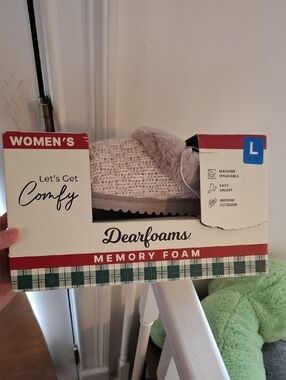 WOMEN'S
L
Let's Get
Comfy
MACHINE
WASHABLE
EASY
ON/OFF
INDOOR/
OUTDOOR
Dearfoams
MEMORY FOAM